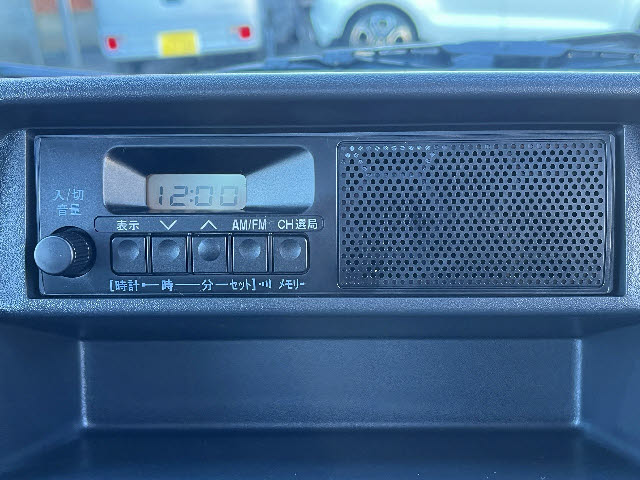 12:00
入/切
音量
表示 ∨ ∧ AM/FM CH選局
[時計 時 分 セット] メモリー